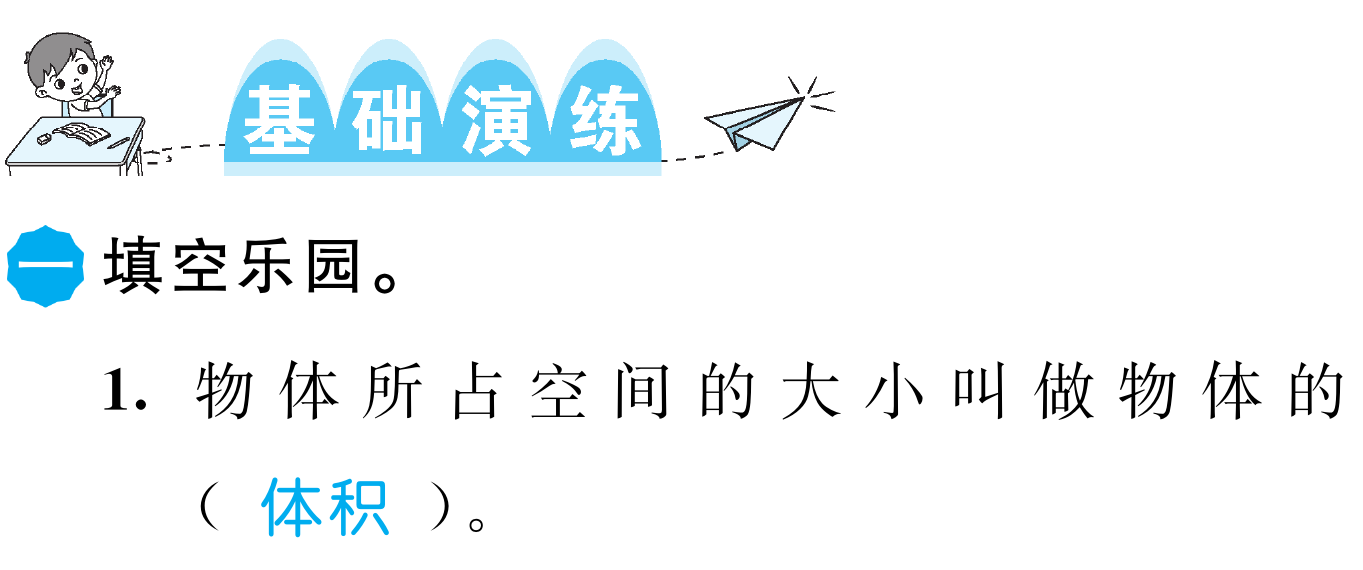 基础演练
一 填空乐园。
1. 物体所占空间的大小叫做物体的
（ 体积 ）。